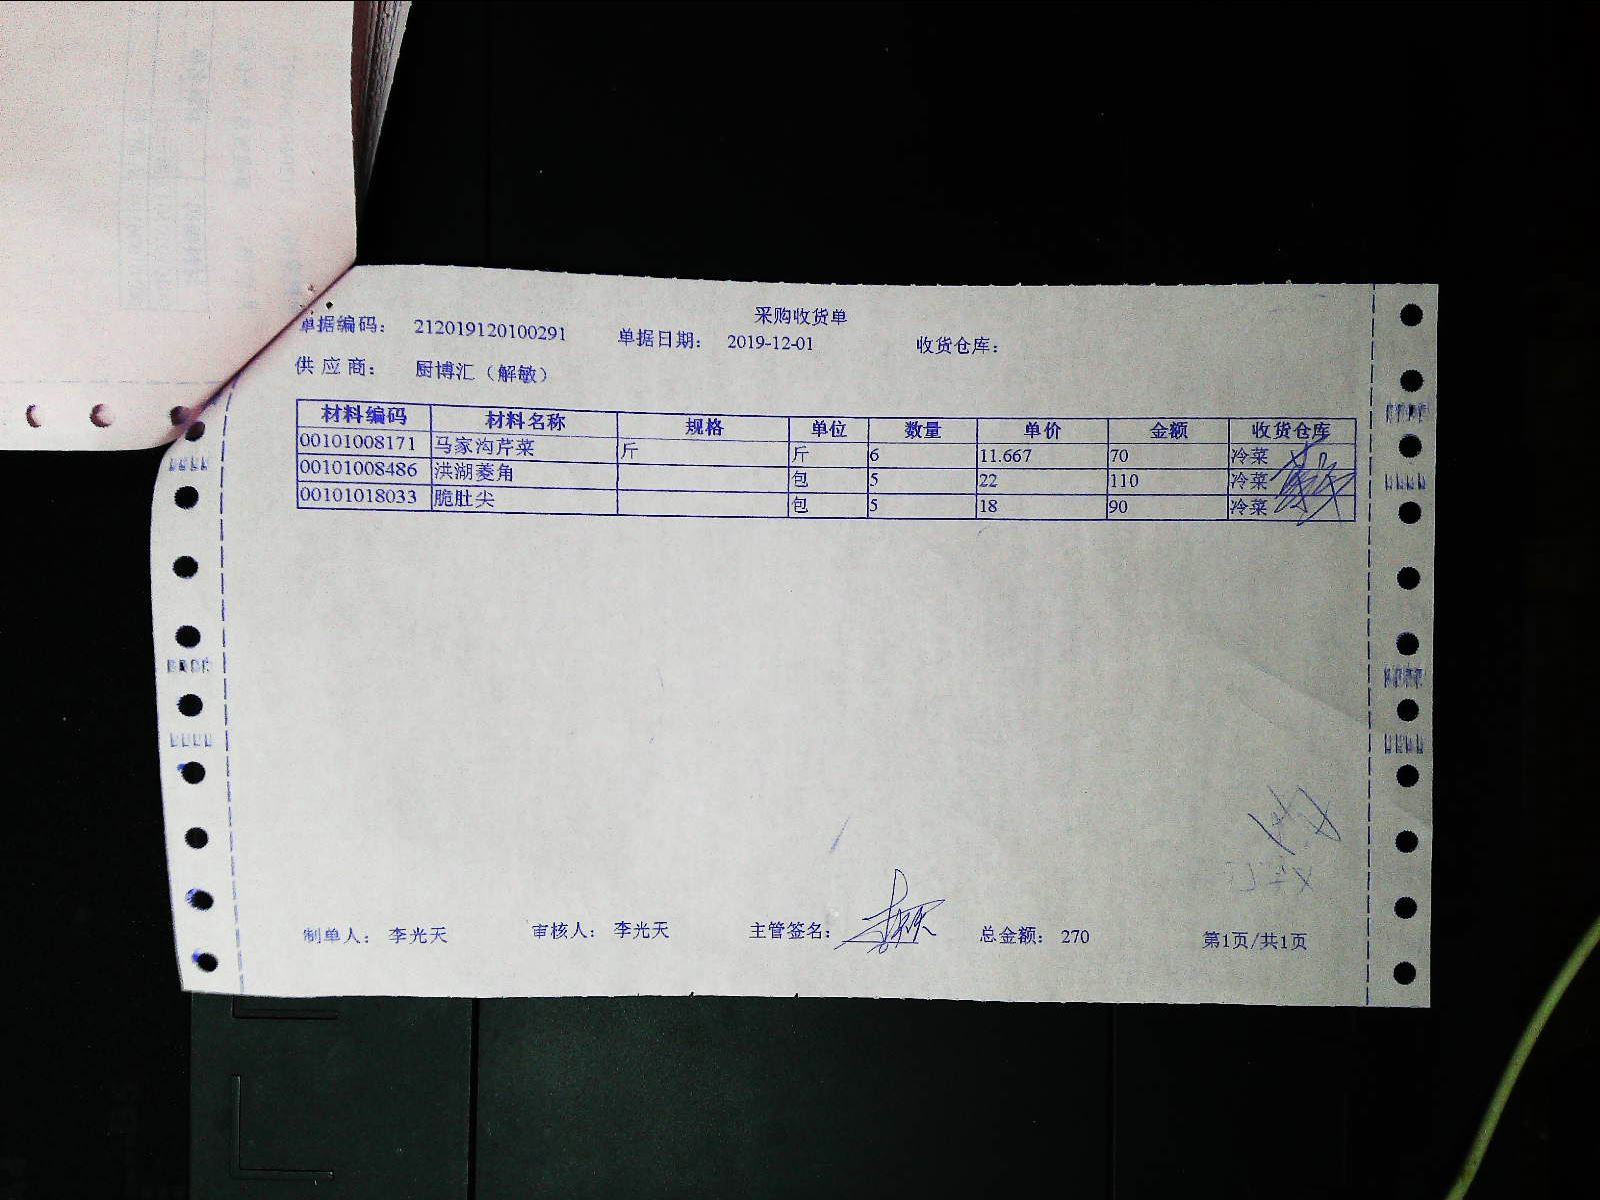 采购收货单
单据编码： 212019120100291 单据日期： 2019-12-01 收货仓库：
供应商： 厨博汇（解敏）
材料编码 材料名称 规格 单位 数量 单价 金额 收货仓库
00101008171 马家沟芹菜 斤 斤 6 11.667 70 冷菜
00101008486 洪湖菱角 包 5 22 110 冷菜
00101018033 脆肚尖 包 5 18 90 冷菜
制单人： 李光天 审核人： 李光天 主管签名： 总金额： 270 第1页/共1页